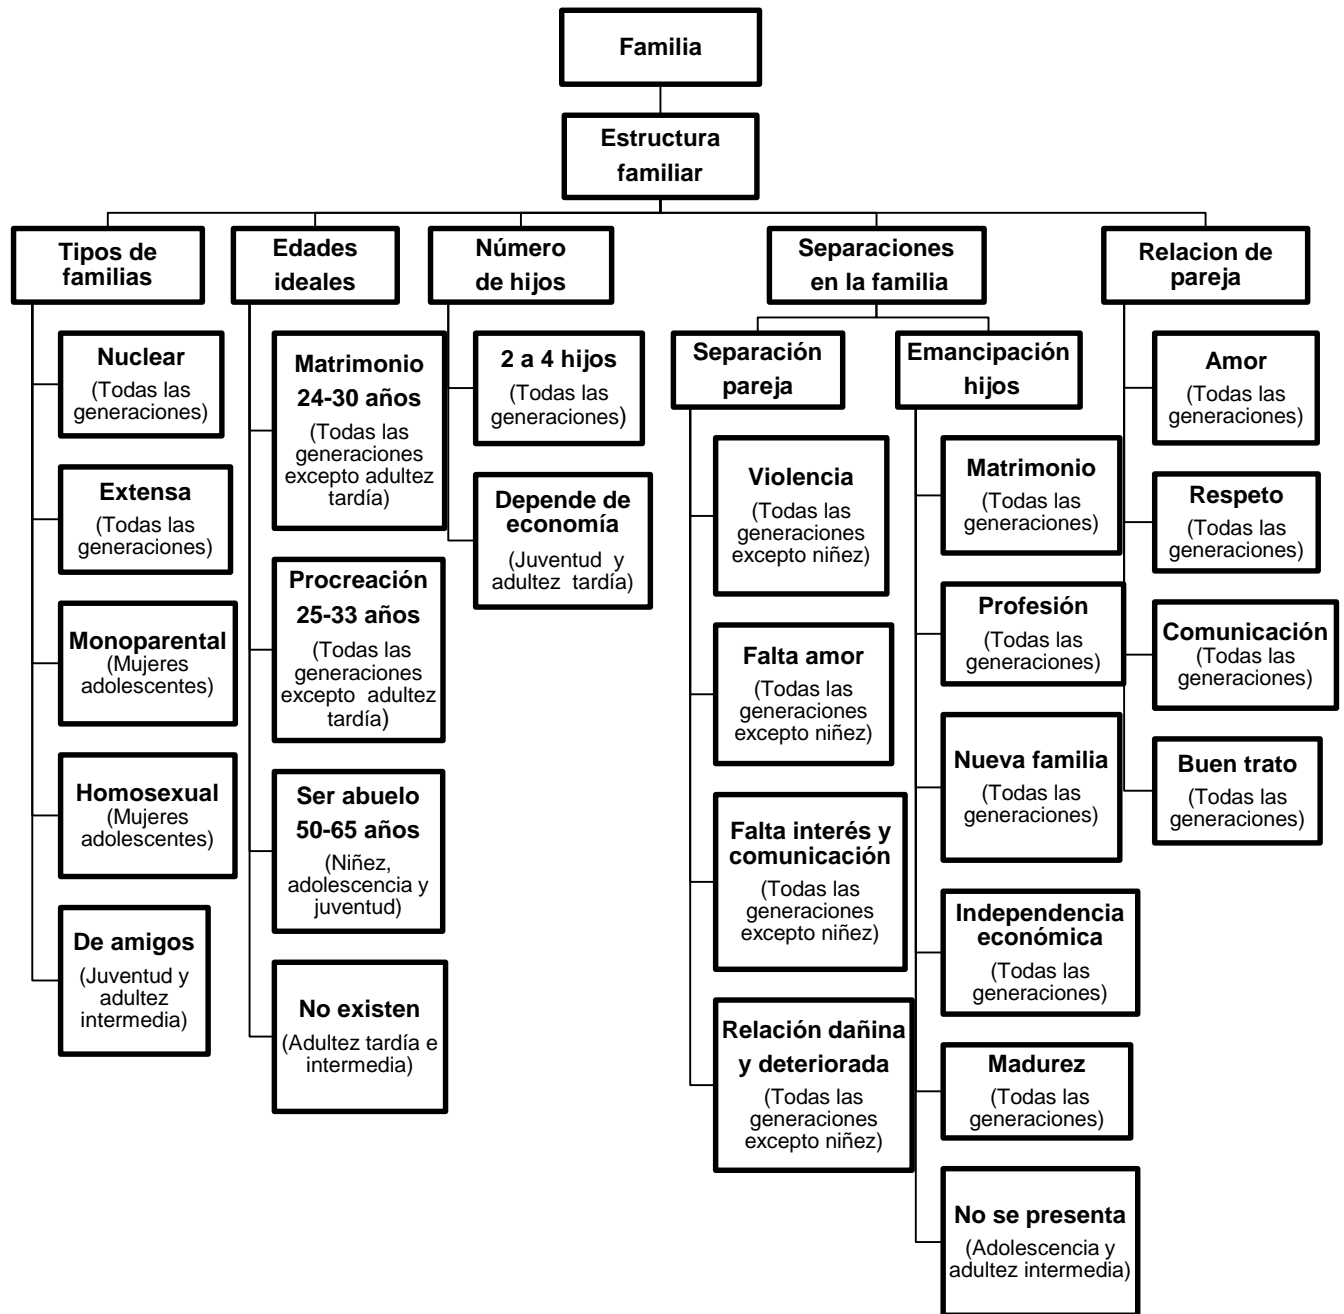 Familia
Estructura
familiar
Tipos de
familias
Nuclear
(Todas las
generaciones)
Extensa
(Todas las
generaciones)
Monoparental
(Mujeres
adolescentes)
Homosexual
(Mujeres
adolescentes)
De amigos
(Juventud y
adultez
intermedia)
Edades
ideales
Matrimonio
24-30 años
(Todas las
generaciones
excepto adultez
tardía)
Procreación
25-33 años
(Todas las
generaciones
excepto adultez
tardía)
Ser abuelo
50-65 años
(Niñez,
adolescencia y
juventud)
No existen
(Adultez tardía e
intermedia)
Número
de hijos
2 a 4 hijos
(Todas las
generaciones)
Depende de
economía
(Juventud y
adultez tardía)
Separaciones
en la familia
Separación
pareja
Violencia
(Todas las
generaciones
excepto niñez)
Falta amor
(Todas las
generaciones
excepto niñez)
Falta interés y
comunicación
(Todas las
generaciones
excepto niñez)
Relación dañina
y deteriorada
(Todas las
generaciones
excepto niñez)
Emancipación
hijos
Matrimonio
(Todas las
generaciones)
Profesión
(Todas las
generaciones)
Nueva familia
(Todas las
generaciones)
Independencia
económica
(Todas las
generaciones)
Madurez
(Todas las
generaciones)
No se presenta
(Adolescencia y
adultez intermedia)
Relacion de
pareja
Amor
(Todas las
generaciones)
Respeto
(Todas las
generaciones)
Comunicación
(Todas las
generaciones)
Buen trato
(Todas las
generaciones)